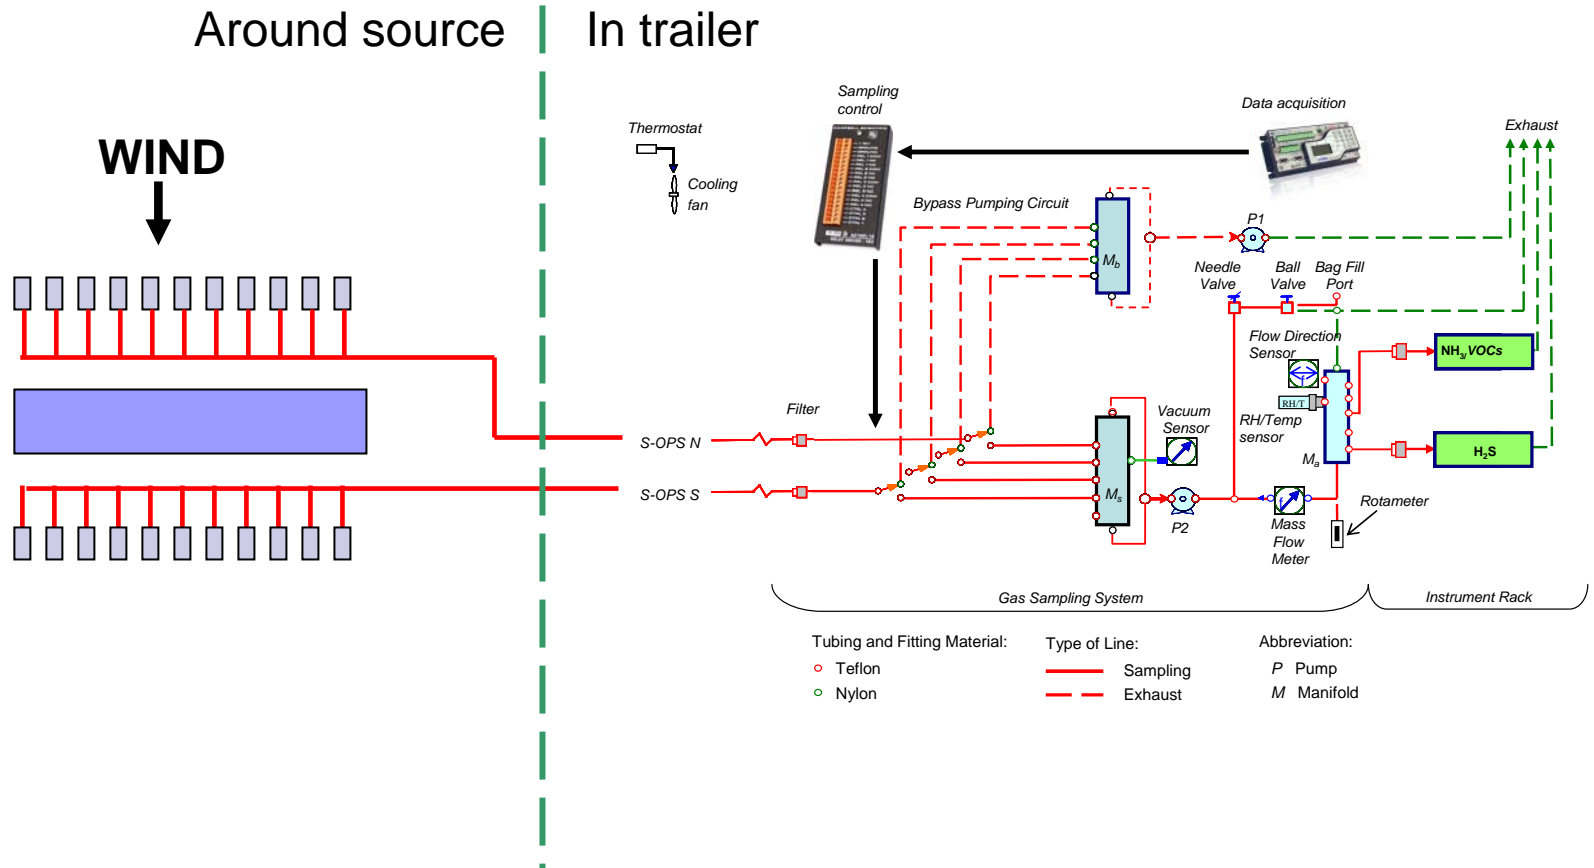 Around source
In trailer
WIND
Sampling
control
Data acquisition
Exhaust
Thermostat
Cooling
fan
Bypass Pumping Circuit
P1
Mb
Needle
Valve
Ball
Valve
Bag Fill
Port
Flow Direction
Sensor
NH3/VOCs
RH/T
RH/Temp
sensor
Filter
Vacuum
Sensor
S-OPS N
Ma
H2S
S-OPS S
Ms
f
P2
Mass
Flow
Meter
Rotameter
Gas Sampling System
Instrument Rack
Tubing and Fitting Material:
Teflon
Nylon
Type of Line:
Sampling
Exhaust
Abbreviation:
P Pump
M Manifold